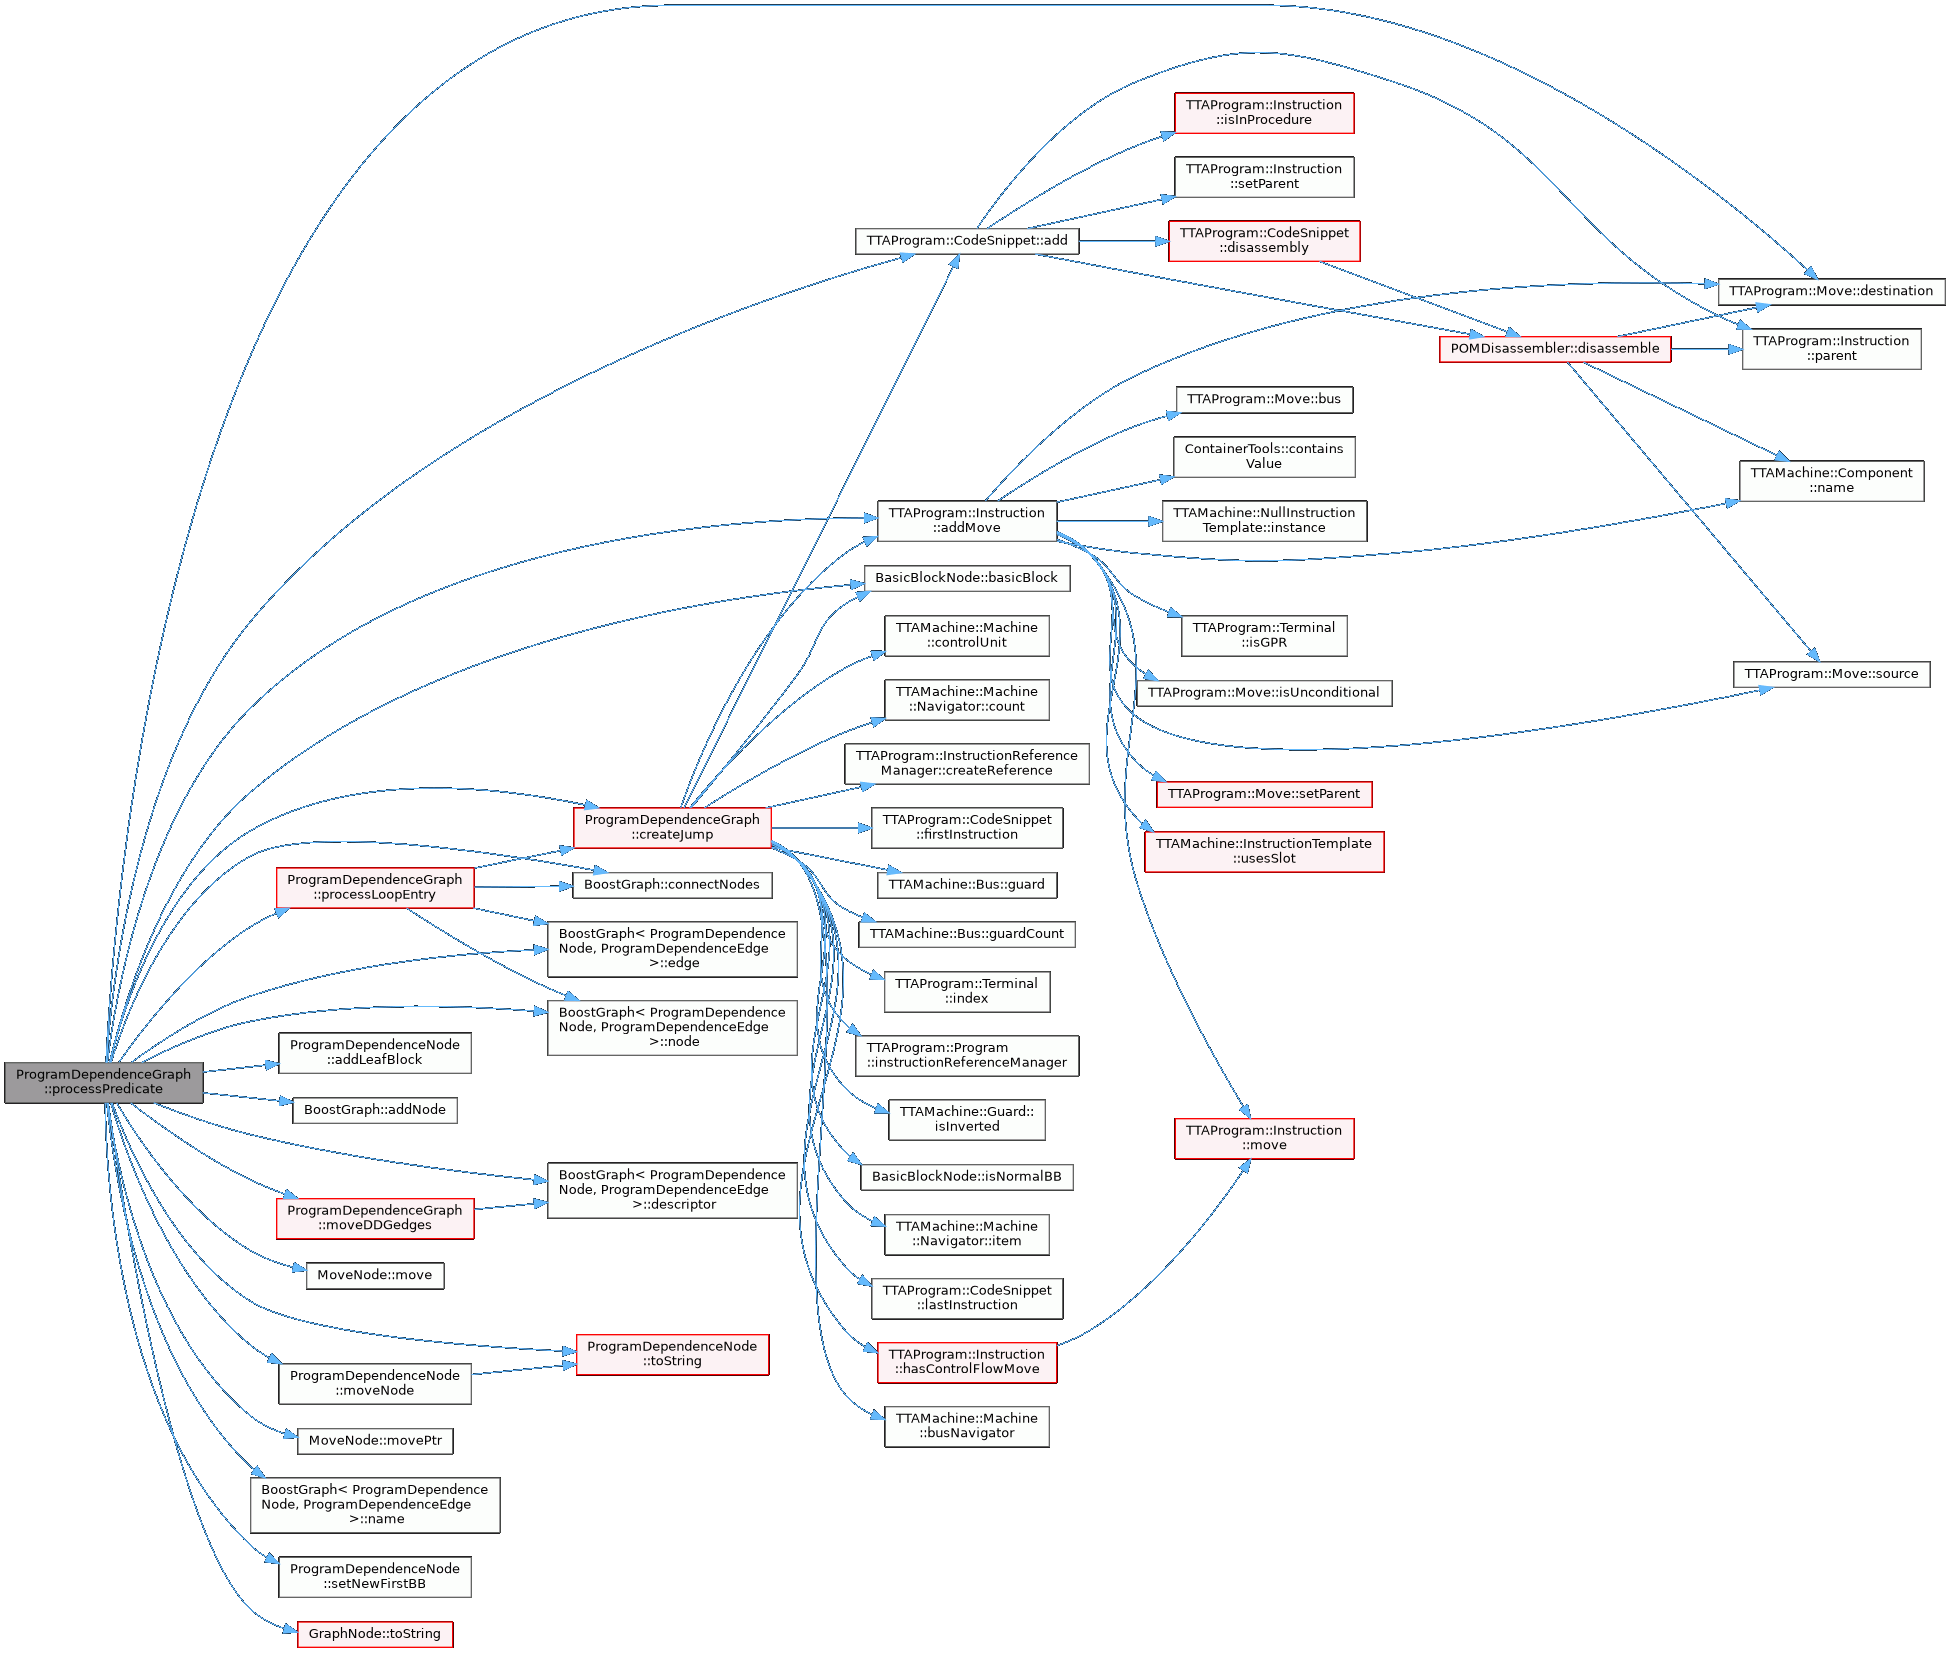 ProgramDependenceGraph
::processPredicate
ProgramDependenceGraph
::processLoopEntry
ProgramDependenceNode
::addLeafBlock
BoostGraph::addNode
ProgramDependenceGraph
::moveDDGedges
MoveNode::move
ProgramDependenceNode
::moveNode
MoveNode::movePtr
BoostGraph< ProgramDependence
Node, ProgramDependenceEdge
>::name
ProgramDependenceNode
::setNewFirstBB
GraphNode::toString
ProgramDependenceGraph
::createJump
BoostGraph::connectNodes
BoostGraph< ProgramDependence
Node, ProgramDependenceEdge
>::edge
BoostGraph< ProgramDependence
Node, ProgramDependenceEdge
>::node
BoostGraph< ProgramDependence
Node, ProgramDependenceEdge
>::descriptor
ProgramDependenceNode
::toString
TTAProgram::CodeSnippet::add
TTAProgram::Instruction
::addMove
BasicBlockNode::basicBlock
TTAMachine::Machine
::controlUnit
TTAMachine::Machine
::Navigator::count
TTAProgram::InstructionReference
Manager::createReference
TTAProgram::CodeSnippet
::firstInstruction
TTAMachine::Bus::guard
TTAMachine::Bus::guardCount
TTAProgram::Terminal
::index
TTAProgram::Program
::instructionReferenceManager
TTAMachine::Guard::
isInverted
BasicBlockNode::isNormalBB
TTAMachine::Machine
::Navigator::item
TTAProgram::CodeSnippet
::lastInstruction
TTAProgram::Instruction
::hasControlFlowMove
TTAMachine::Machine
::busNavigator
TTAProgram::Instruction
::isInProcedure
TTAProgram::Instruction
::setParent
TTAProgram::CodeSnippet
::disassembly
TTAProgram::Move::bus
ContainerTools::contains
Value
TTAMachine::NullInstruction
Template::instance
TTAProgram::Terminal
::isGPR
TTAProgram::Move::isUnconditional
TTAProgram::Move::setParent
TTAMachine::InstructionTemplate
::usesSlot
TTAProgram::Instruction
::move
POMDisassembler::disassemble
TTAProgram::Move::destination
TTAProgram::Instruction
::parent
TTAMachine::Component
::name
TTAProgram::Move::source